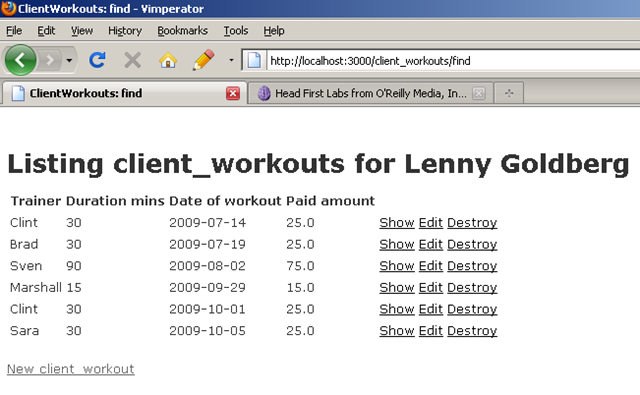 ClientWorkouts: find - Vimperator
File Edit View History Bookmarks Tools Help
http://localhost:3000/client_workouts/find
ClientWorkouts: find Head First Labs from O'Reilly Media, In...
Listing client_workouts for Lenny Goldberg
Trainer Duration mins Date of workout Paid amount
Clint 30 2009-07-14 25.0 Show Edit Destroy
Brad 30 2009-07-19 25.0 Show Edit Destroy
Sven 90 2009-08-02 75.0 Show Edit Destroy
Marshall 15 2009-09-29 15.0 Show Edit Destroy
Clint 30 2009-10-01 25.0 Show Edit Destroy
Sara 30 2009-10-05 25.0 Show Edit Destroy
New client_workout